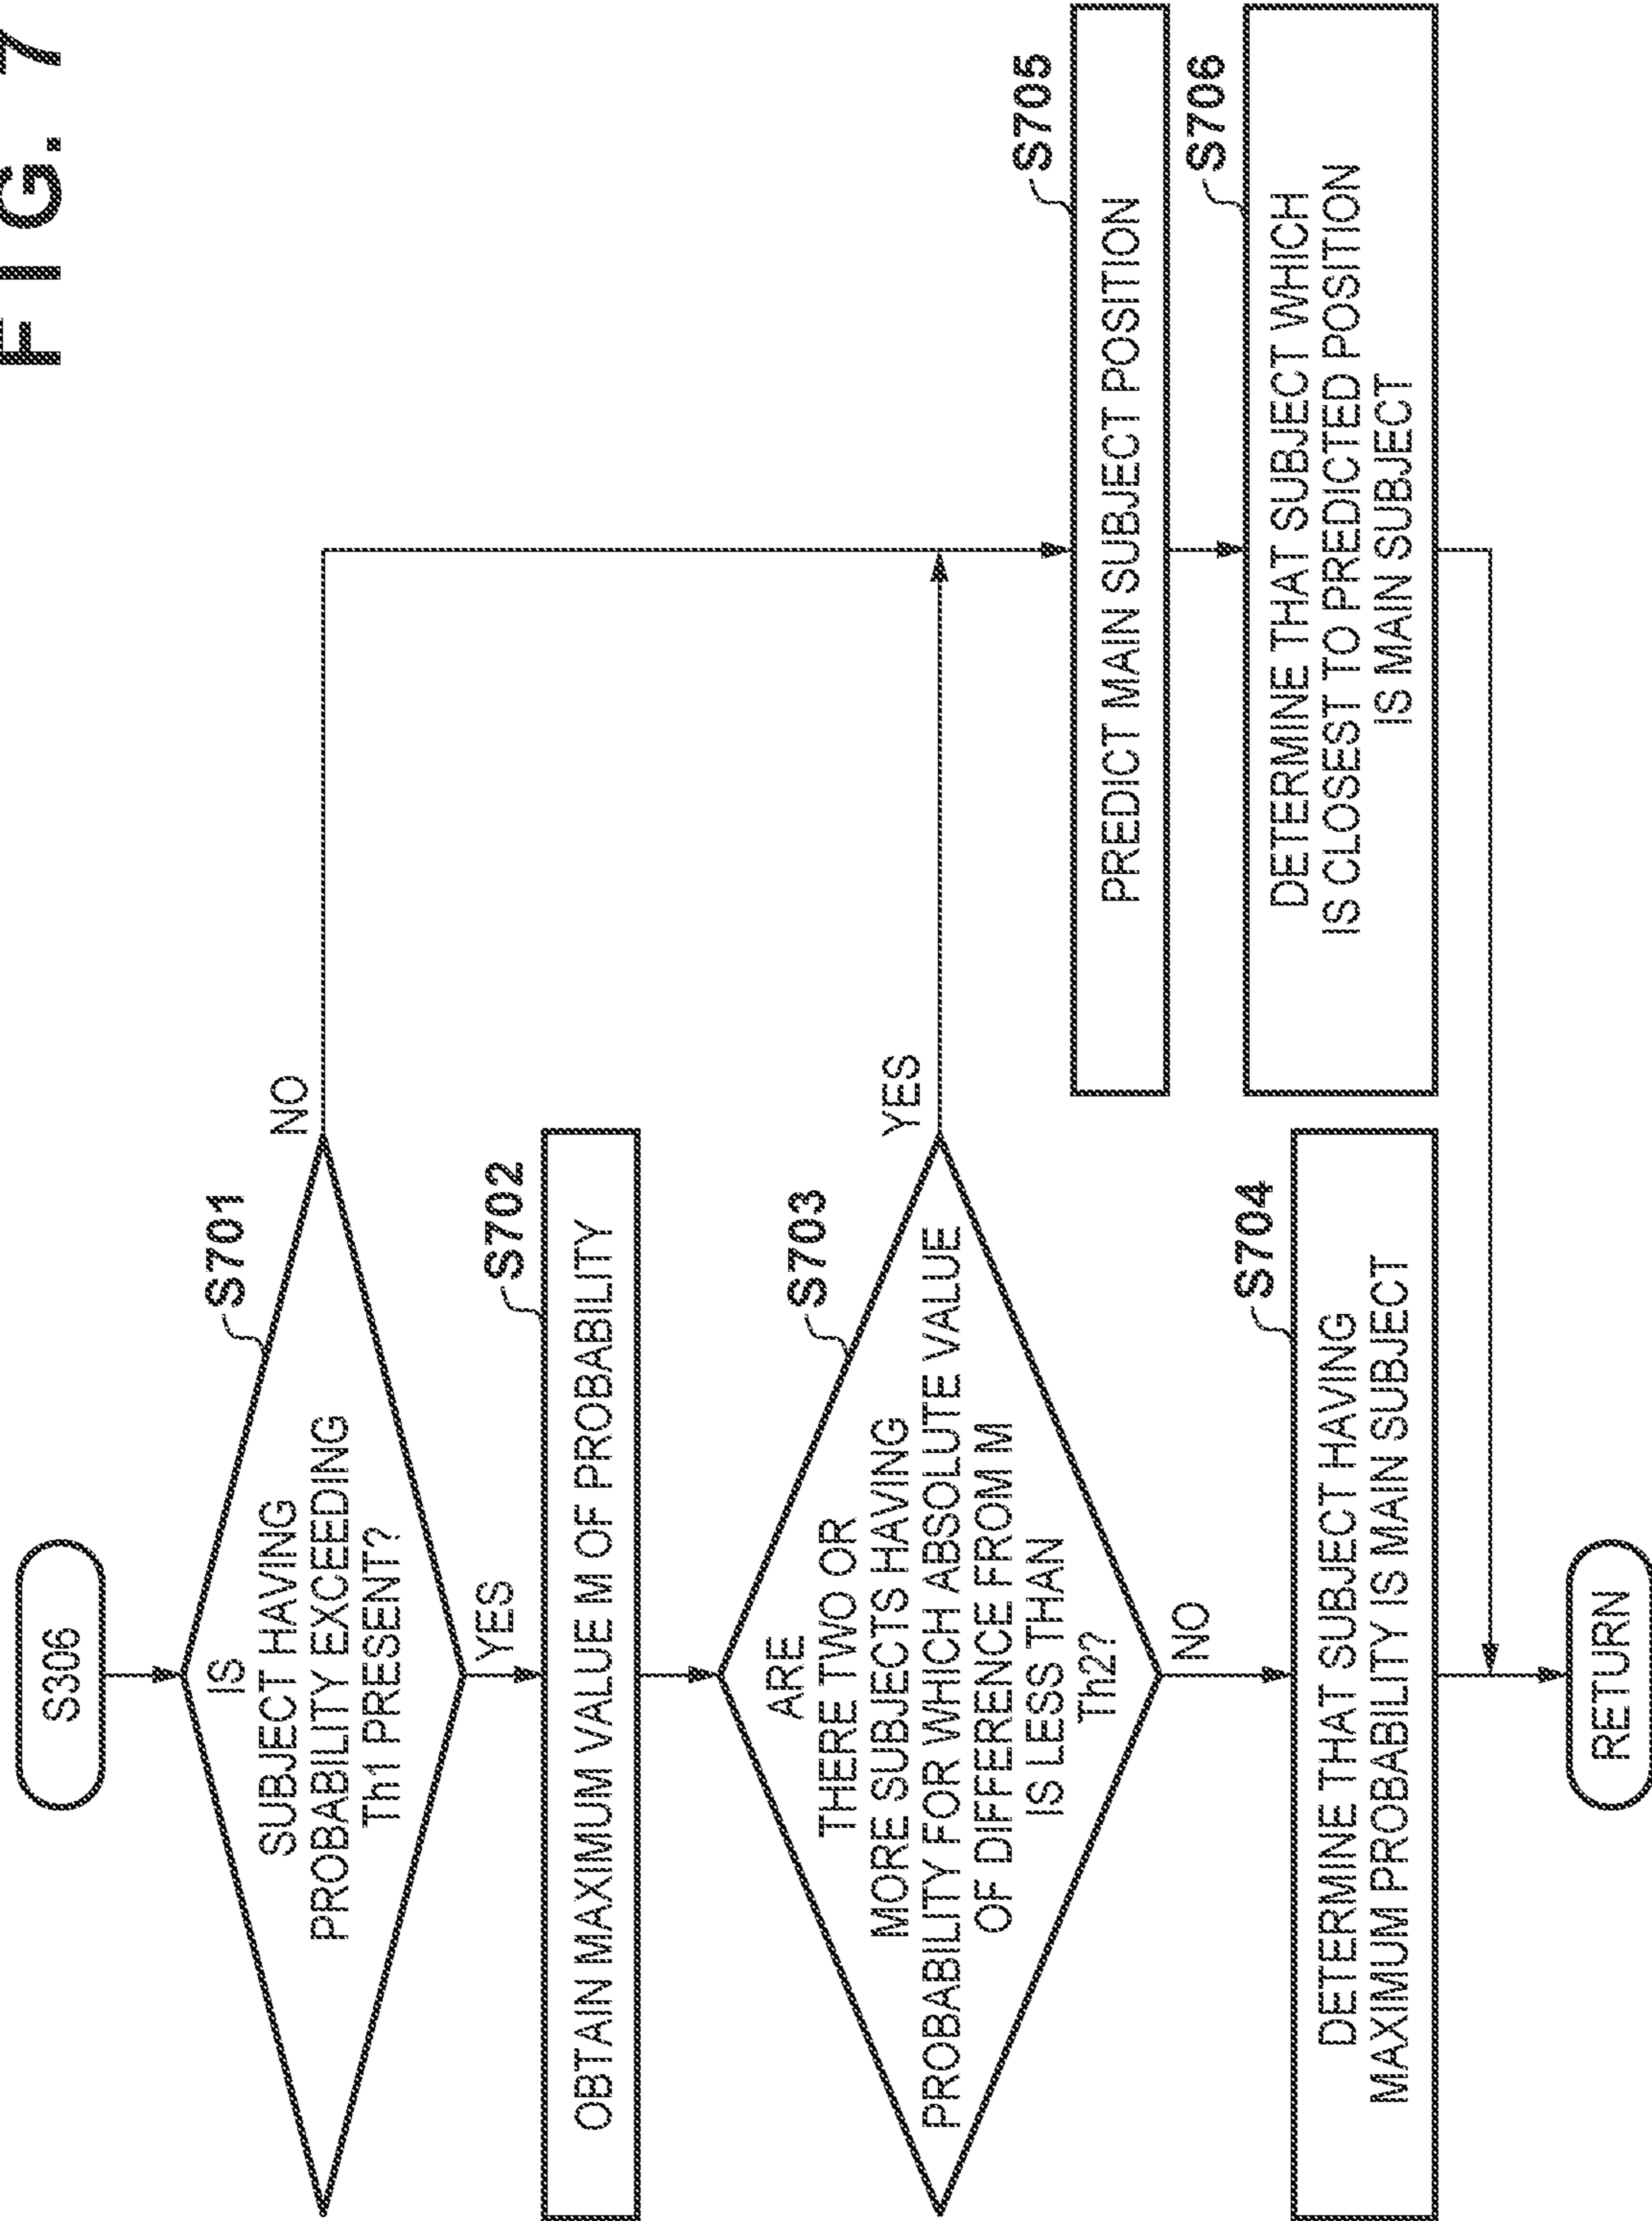 FIG. 7
S306
S701
IS
SUBJECT HAVING
PROBABILITY EXCEEDING
Th1 PRESENT?
NO
YES
S702
OBTAIN MAXIMUM VALUE M OF PROBABILITY
S703
ARE
THERE TWO OR
MORE SUBJECTS HAVING
PROBABILITY FOR WHICH ABSOLUTE VALUE
OF DIFFERENCE FROM M
IS LESS THAN
Th2?
YES
NO
S704
DETERMINE THAT SUBJECT HAVING
MAXIMUM PROBABILITY IS MAIN SUBJECT
S705
PREDICT MAIN SUBJECT POSITION
S706
DETERMINE THAT SUBJECT WHICH
IS CLOSEST TO PREDICTED POSITION
IS MAIN SUBJECT
RETURN